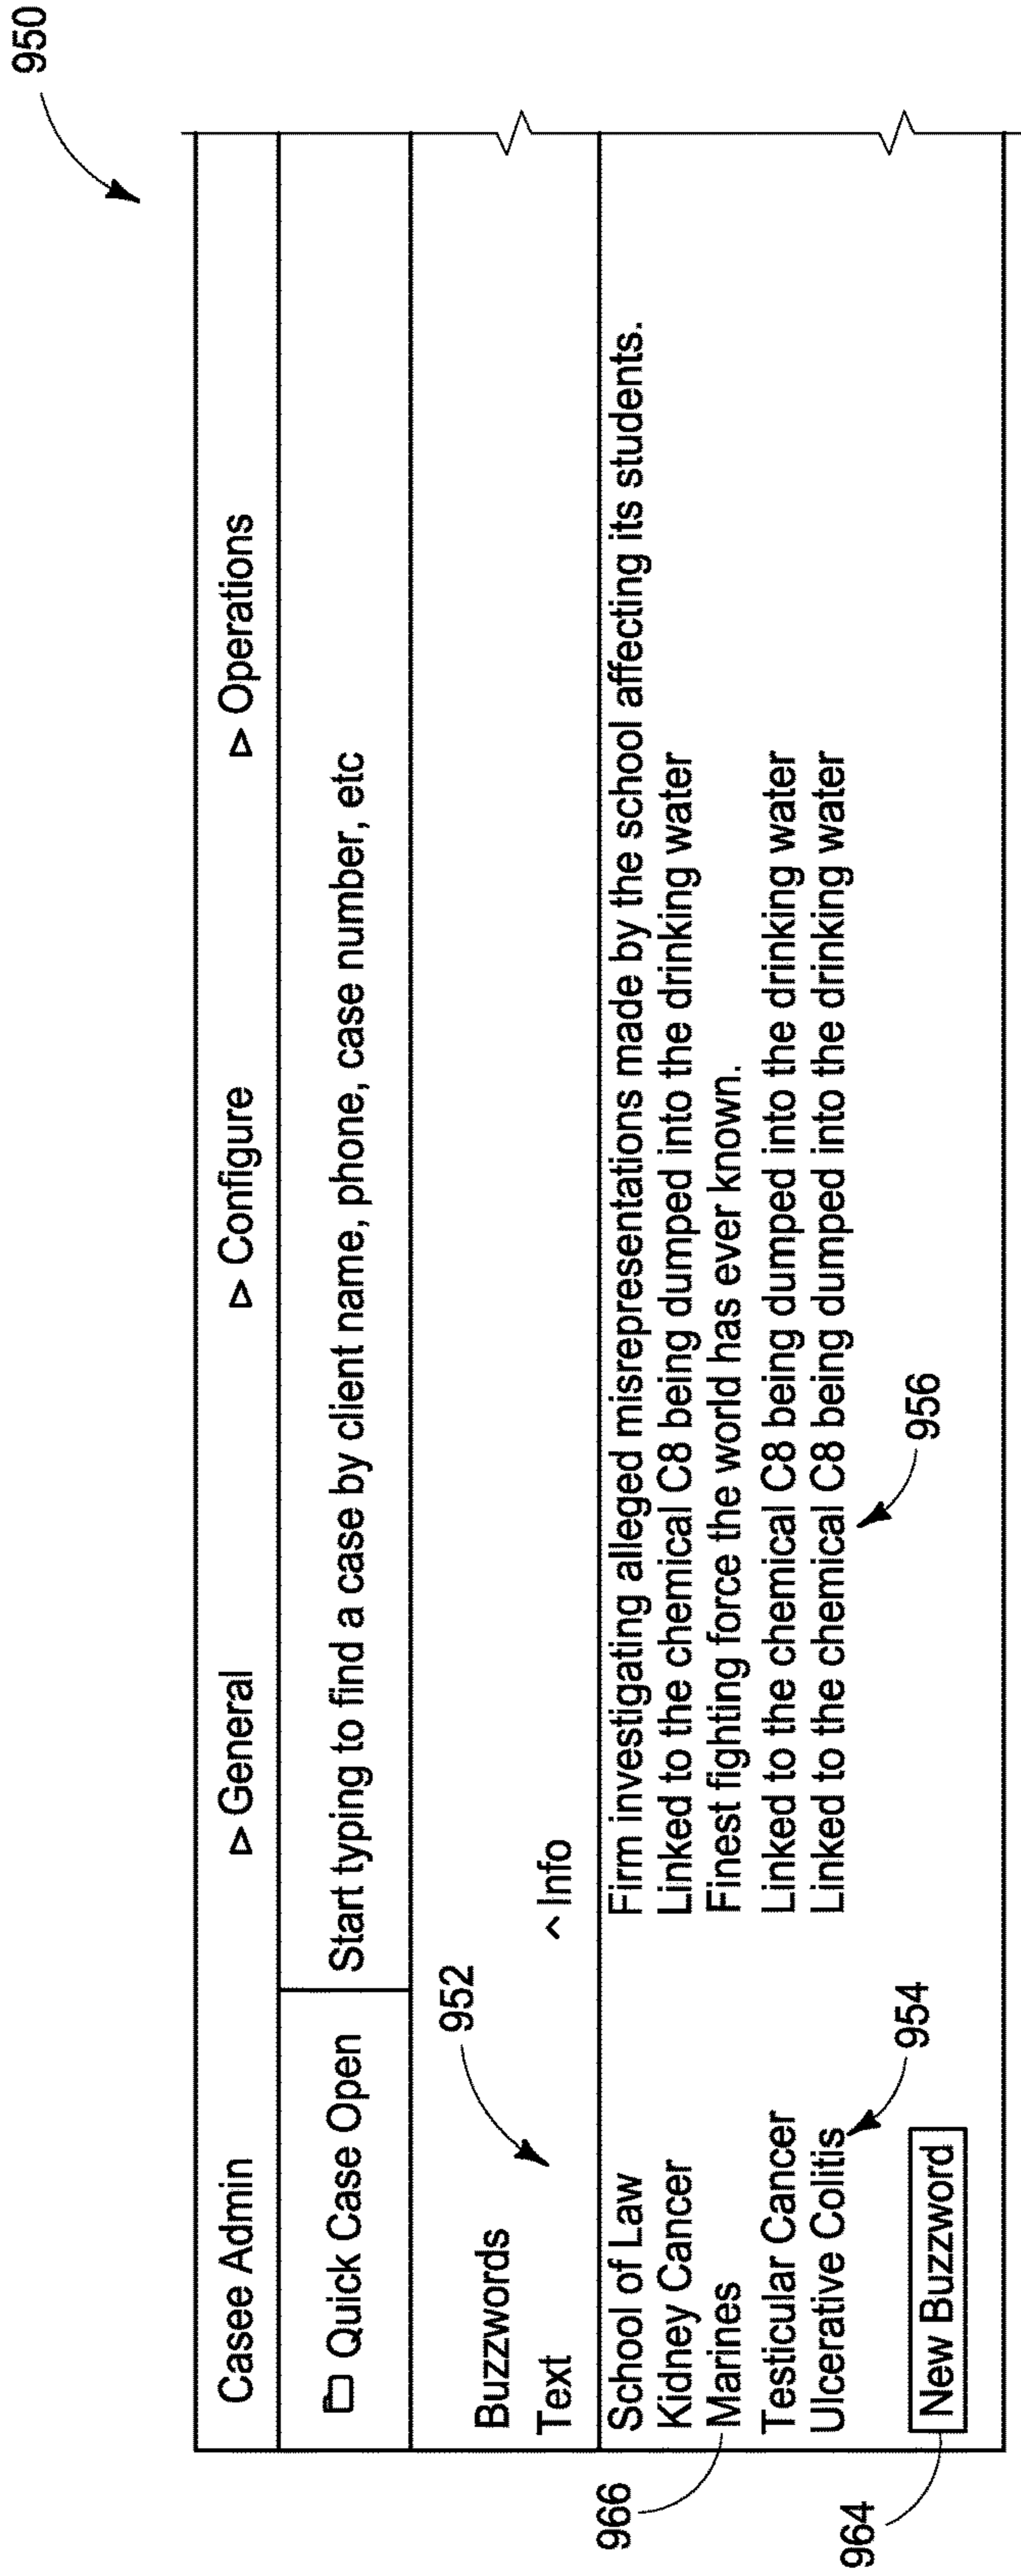 950
Casee Admin ▷ General ▷ Configure ▷ Operations
Quick Case Open Start typing to find a case by client name, phone, case number, etc
952
Buzzwords
Text ^ Info
School of Law Firm investigating alleged misrepresentations made by the school affecting its students.
Kidney Cancer Linked to the chemical C8 being dumped into the drinking water
966 Marines Finest fighting force the world has ever known.
Testicular Cancer Linked to the chemical C8 being dumped into the drinking water
Ulcerative Colitis Linked to the chemical C8 being dumped into the drinking water
954 956
964 New Buzzword